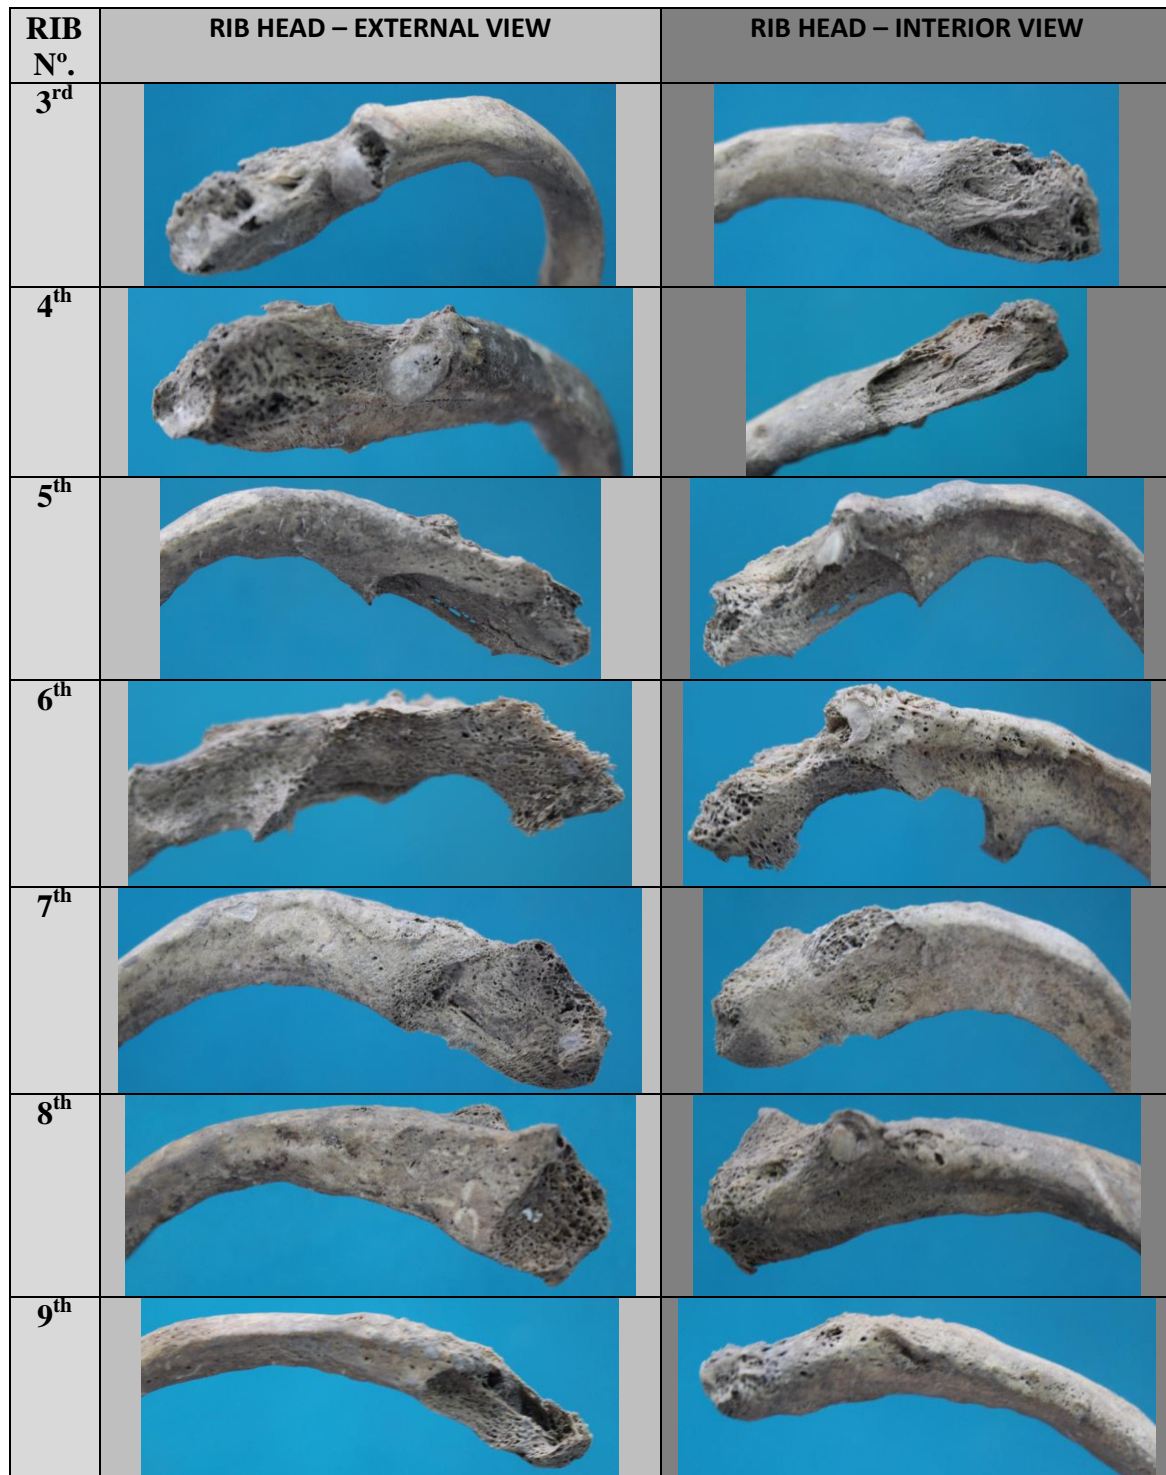 RIB Nº.
RIB HEAD – EXTERNAL VIEW
RIB HEAD – INTERIOR VIEW
3rd
4th
5th
6th
7th
8th
9th